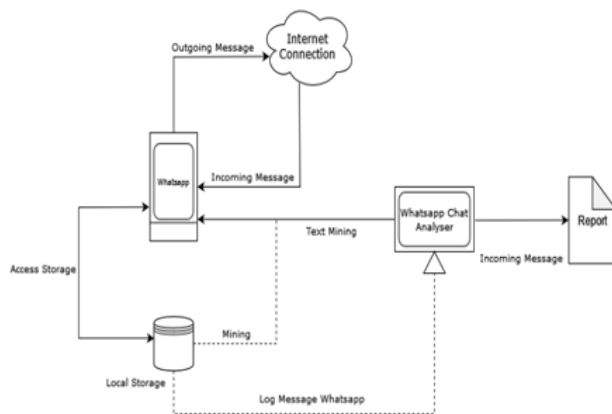 Internet
Connection
Outgoing Message
Whatsapp
Incoming Message
Whatsapp Chat
Analyser
Report
Text Mining
Incoming Message
Access Storage
Mining
Local Storage
Log Message Whatsapp